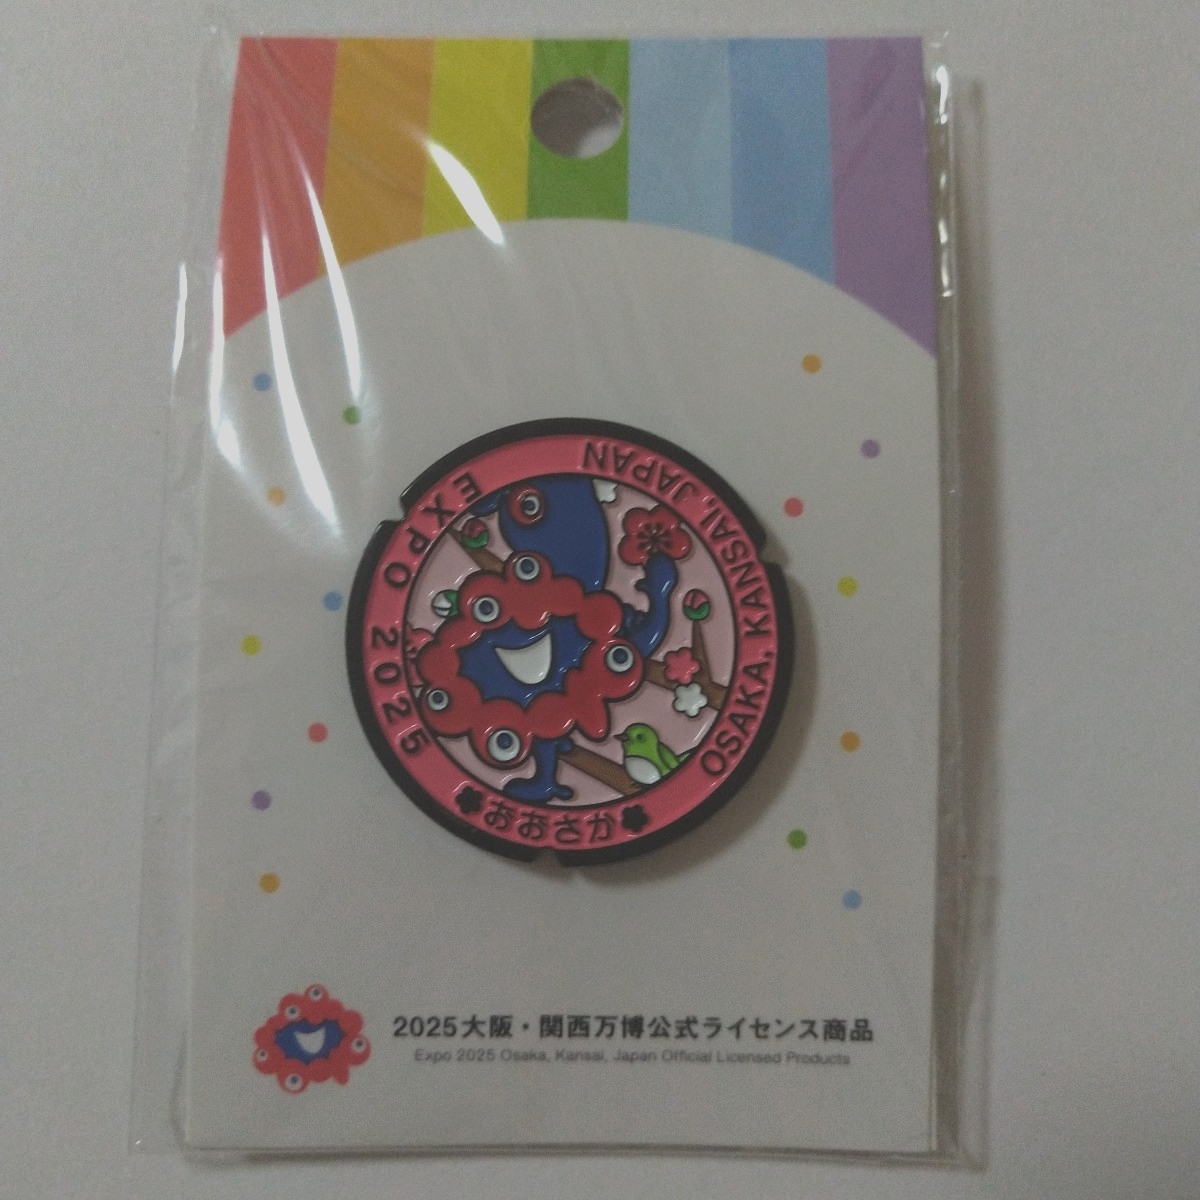 EXPO 2025
OSAKA, KANSAI, JAPAN
おおさか
2025大阪・関西万博公式ライセンス商品
Expo 2025 Osaka, Kansai, Japan Official Licensed Products